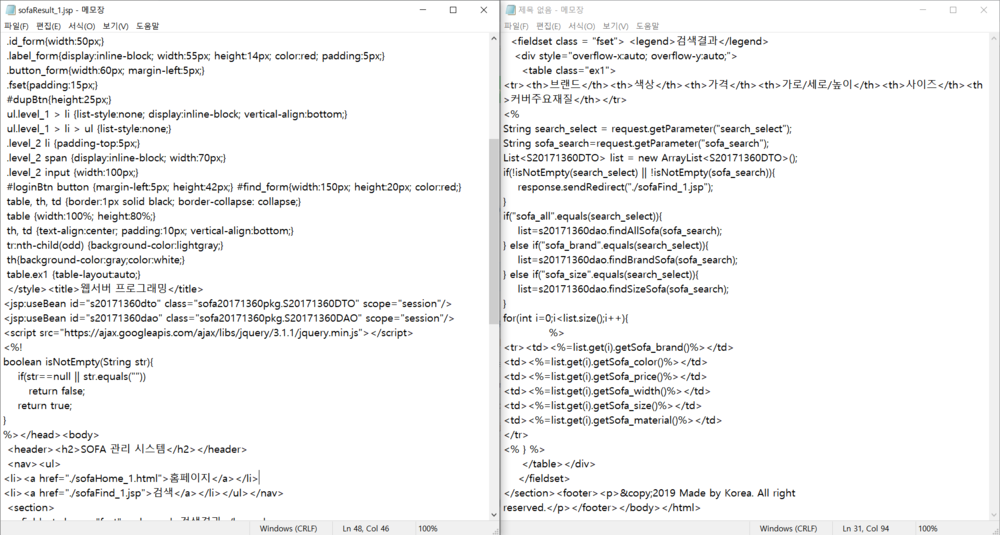 sofaResult_1.jsp - 메모장
파일(F) 편집(E) 서식(O) 보기(V) 도움말
.id_form{width:50px;}
.label_form{display:inline-block; width:55px; height:14px; color:red; padding:5px;}
.button_form{width:60px; margin-left:5px;}
.fset{padding:15px;}
#dupBtn{height:25px;}
ul.level_1 > li {list-style:none; display:inline-block; vertical-align:bottom;}
ul.level_1 > li > ul {list-style:none;}
.level_2 li {padding-top:5px;}
.level_2 span {display:inline-block; width:70px;}
.level_2 input {width:100px;}
#loginBtn button {margin-left:5px; height:42px;} #find_form{width:150px; height:20px; color:red;}
table, th, td {border:1px solid black; border-collapse: collapse;}
table {width:100%; height:80%;}
th, td {text-align:center; padding:10px; vertical-align:bottom;}
tr:nth-child(odd) {background-color:lightgray;}
th{background-color:gray;color:white;}
table.ex1 {table-layout:auto;}
</style><title>웹서버 프로그래밍</title>
<jsp:useBean id="s20171360dto" class="sofa20171360pkg.S20171360DTO" scope="session"/>
<jsp:useBean id="s20171360dao" class="sofa20171360pkg.S20171360DAO" scope="session"/>
<script src="https://ajax.googleapis.com/ajax/libs/jquery/3.1.1/jquery.min.js"></script>
<%!
boolean isNotEmpty(String str){
if(str==null || str.equals(""))
return false;
return true;
}
%></head><body>
<header><h2>SOFA 관리 시스템</h2></header>
<nav><ul>
<li><a href="./sofaHome_1.html">홈페이지</a></li>
<li><a href="./sofaFind_1.jsp">검색</a></li></ul></nav>
<section>
Windows (CRLF) Ln 48, Col 46 100%
제목 없음 - 메모장
파일(F) 편집(E) 서식(O) 보기(V) 도움말
<fieldset class = "fset"> <legend>검색결과</legend>
<div style="overflow-x:auto; overflow-y:auto;">
<table class="ex1">
<tr><th>브랜드</th><th>색상</th><th>가격</th><th>가로/세로/높이</th><th>사이즈</th><th
>커버주요재질</th></tr>
<%
String search_select = request.getParameter("search_select");
String sofa_search=request.getParameter("sofa_search");
List<S20171360DTO> list = new ArrayList<S20171360DTO>();
if(!isNotEmpty(search_select) || !isNotEmpty(sofa_search)){
response.sendRedirect("./sofaFind_1.jsp");
}
if("sofa_all".equals(search_select)){
list=s20171360dao.findAllSofa(sofa_search);
} else if("sofa_brand".equals(search_select)){
list=s20171360dao.findBrandSofa(sofa_search);
} else if("sofa_size".equals(search_select)){
list=s20171360dao.findSizeSofa(sofa_search);
}
for(int i=0;i<list.size();i++){
%>
<tr><td><%=list.get(i).getSofa_brand()%></td>
<td><%=list.get(i).getSofa_color()%></td>
<td><%=list.get(i).getSofa_price()%></td>
<td><%=list.get(i).getSofa_width()%></td>
<td><%=list.get(i).getSofa_size()%></td>
<td><%=list.get(i).getSofa_material()%></td>
</tr>
<% } %>
</table></div>
</fieldset>
</section><footer><p>&copy;2019 Made by Korea. All right
reserved.</p></footer></body></html>
Windows (CRLF) Ln 31, Col 94 100%